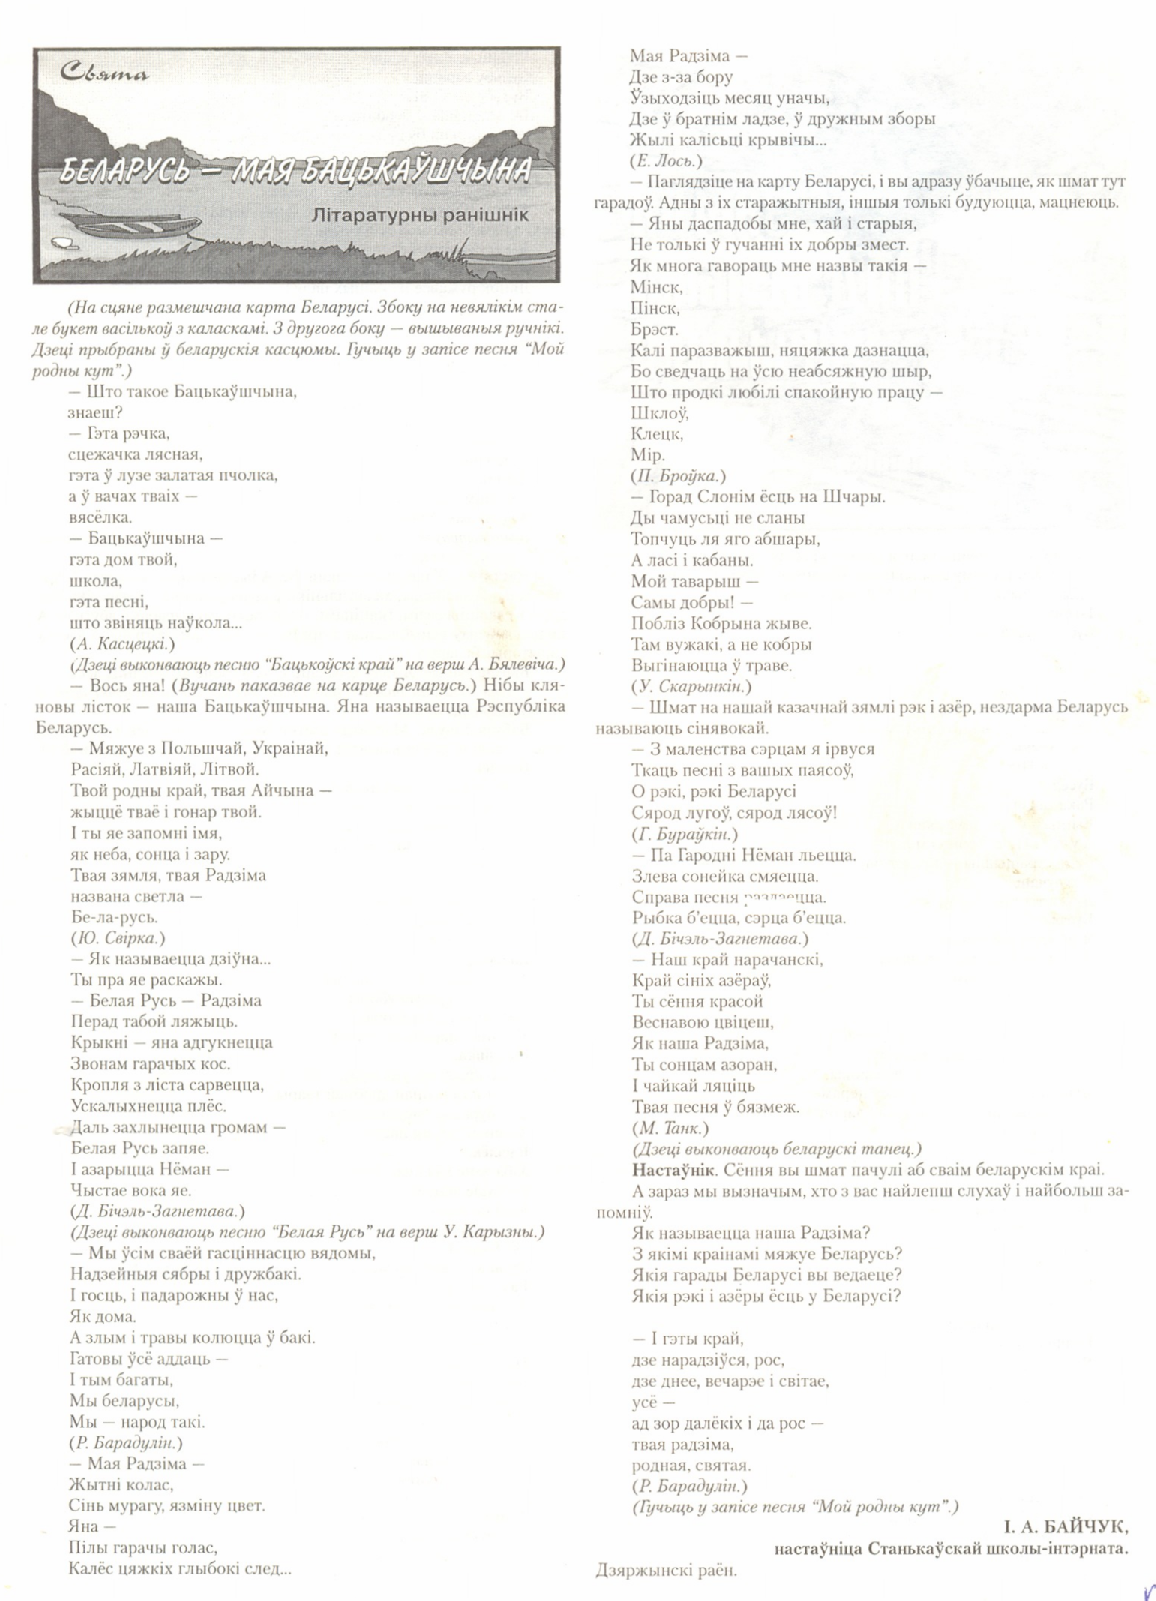 Свята
БЕЛАРУСЬ — МАЯ БАЦЬКАЎШЧЫНА
Літаратурны ранішнік
(На сцяне размешчана карта Беларусі. Збоку на невялікім ста-
ле букет васількоў з каласкамі. З другога боку — вышываныя ручнікі.
Дзеці прыбраны ў беларускія касцюмы. Гучыць у запісе песня “Мой
родны кут”.)
— Што такое Бацькаўшчына,
знаеш?
— Гэта рэчка,
сцежачка лясная,
гэта ў лузе залатая пчолка,
а ў вачах тваіх —
вясёлка.
— Бацькаўшчына —
гэта дом твой,
школа,
гэта песні,
што звіняць наўкола...
(А. Касцецкі.)
(Дзеці выконваюць песню “Бацькоўскі край” на верш А. Бялевіча.)
— Вось яна! (Вучань паказвае на карце Беларусь.) Нібы кля-
новы лісток — наша Бацькаўшчына. Яна называецца Рэспубліка
Беларусь.
— Мяжуе з Польшчай, Украінай,
Расіяй, Латвіяй, Літвой.
Твой родны край, твая Айчына —
жыццё тваё і гонар твой.
І ты яе запомні імя,
як неба, сонца і зару.
Твая зямля, твая Радзіма
названа светла —
Бе-ла-русь.
(Ю. Свірка.)
— Як называецца дзіўна...
Ты пра яе раскажы.
— Белая Русь — Радзіма
Перад табой ляжыць.
Крыкні — яна адгукнецца
Звонам гарачых кос.
Кропля з ліста сарвецца,
Ускалыхнецца плёс.
Даль захлынецца громам —
Белая Русь запяе.
І азарыцца Нёман —
Чыстае вока яе.
(Д. Бічэль-Загнетава.)
(Дзеці выконваюць песню “Белая Русь” на верш У. Карызны.)
— Мы ўсім сваёй гасціннасцю вядомы,
Надзейныя сябры і дружбакі.
І госць, і падарожны ў нас,
Як дома.
А злым і травы колюцца ў бакі.
Гатовы ўсё аддаць —
І тым багаты,
Мы беларусы,
Мы — народ такі.
(Р. Барадулін.)
— Мая Радзіма —
Жытні колас,
Сінь мурагу, язміну цвет.
Яна —
Пілы гарачы голас,
Калёс цяжкіх глыбокі след...
Мая Радзіма —
Дзе з-за бору
Ўзыходзіць месяц уначы,
Дзе ў братнім ладзе, ў дружным зборы
Жылі калісьці крывічы...
(Е. Лось.)
— Паглядзіце на карту Беларусі, і вы адразу ўбачыце, як шмат тут
гарадоў. Адны з іх старажытныя, іншыя толькі будуюцца, мацнеюць.
— Яны даспадобы мне, хай і старыя,
Не толькі ў гучанні іх добры змест.
Як многа гавораць мне назвы такія —
Мінск,
Пінск,
Брэст.
Калі паразважыш, няцяжка дазнацца,
Бо сведчаць на ўсю неабсяжную шыр,
Што продкі любілі спакойную працу —
Шклоў,
Клецк,
Мір.
(П. Броўка.)
— Горад Слонім ёсць на Шчары.
Ды чамусьці не сланы
Топчуць ля яго абшары,
А ласі і кабаны.
Мой таварыш —
Самы добры! —
Побліз Кобрына жыве.
Там вужакі, а не кобры
Выгінаюцца ў траве.
(У. Скарынкін.)
— Шмат на нашай казачнай зямлі рэк і азёр, нездарма Беларусь
называюць сінявокай.
— З маленства сэрцам я ірвуся
Ткаць песні з вашых паясоў,
О рэкі, рэкі Беларусі
Сярод лугоў, сярод лясоў!
(Г. Бураўкін.)
— Па Гародні Нёман льецца.
Злева сонейка смяецца.
Справа песня раздаецца.
Рыбка б’ецца, сэрца б’ецца.
(Д. Бічэль-Загнетава.)
— Наш край нарачанскі,
Край сініх азёраў,
Ты сёння красой
Веснавою цвіцеш,
Як наша Радзіма,
Ты сонцам азоран,
І чайкай ляціць
Твая песня ў бязмеж.
(М. Танк.)
(Дзеці выконваюць беларускі танец.)
Настаўнік. Сёння вы шмат пачулі аб сваім беларускім краі.
А зараз мы вызначым, хто з вас найлепш слухаў і найбольш за-
помніў.
Як называецца наша Радзіма?
З якімі краінамі мяжуе Беларусь?
Якія гарады Беларусі вы ведаеце?
Якія рэкі і азёры ёсць у Беларусі?
— І гэты край,
дзе нарадзіўся, рос,
дзе днее, вечарэе і світае,
усё —
ад зор далёкіх і да рос —
твая радзіма,
родная, святая.
(Р. Барадулін.)
(Гучыць у запісе песня “Мой родны кут”.)
І. А. БАЙЧУК,
настаўніца Станькаўскай школы-інтэрната.
Дзяржынскі раён.